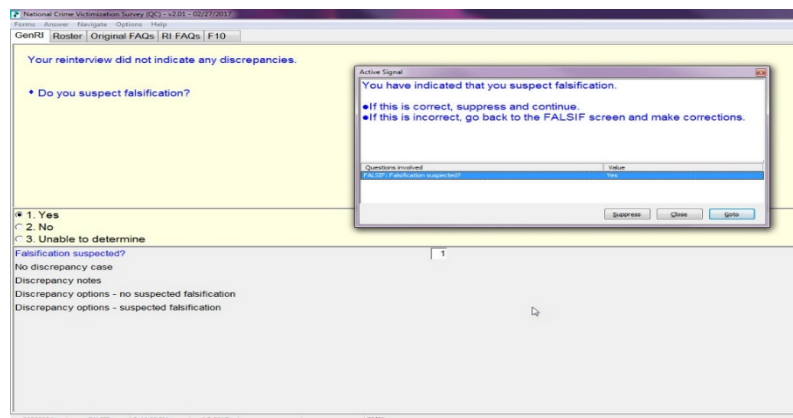 National Crime Victimization Survey (QC) - v2.01 - 02/27/2017
Forms Answer Navigate Options Help
GenRI Roster Original FAQs RI FAQs F10
Your reinterview did not indicate any discrepancies.
Do you suspect falsification?
Active Signal
You have indicated that you suspect falsification.
●If this is correct, suppress and continue.
●If this is incorrect, go back to the FALSIF screen and make corrections.
Questions involved Value
FALSIF: Falsification suspected? Yes
Suppress Close Goto
1. Yes
2. No
3. Unable to determine
Falsification suspected? 1
No discrepancy case
Discrepancy notes
Discrepancy options - no suspected falsification
Discrepancy options - suspected falsification